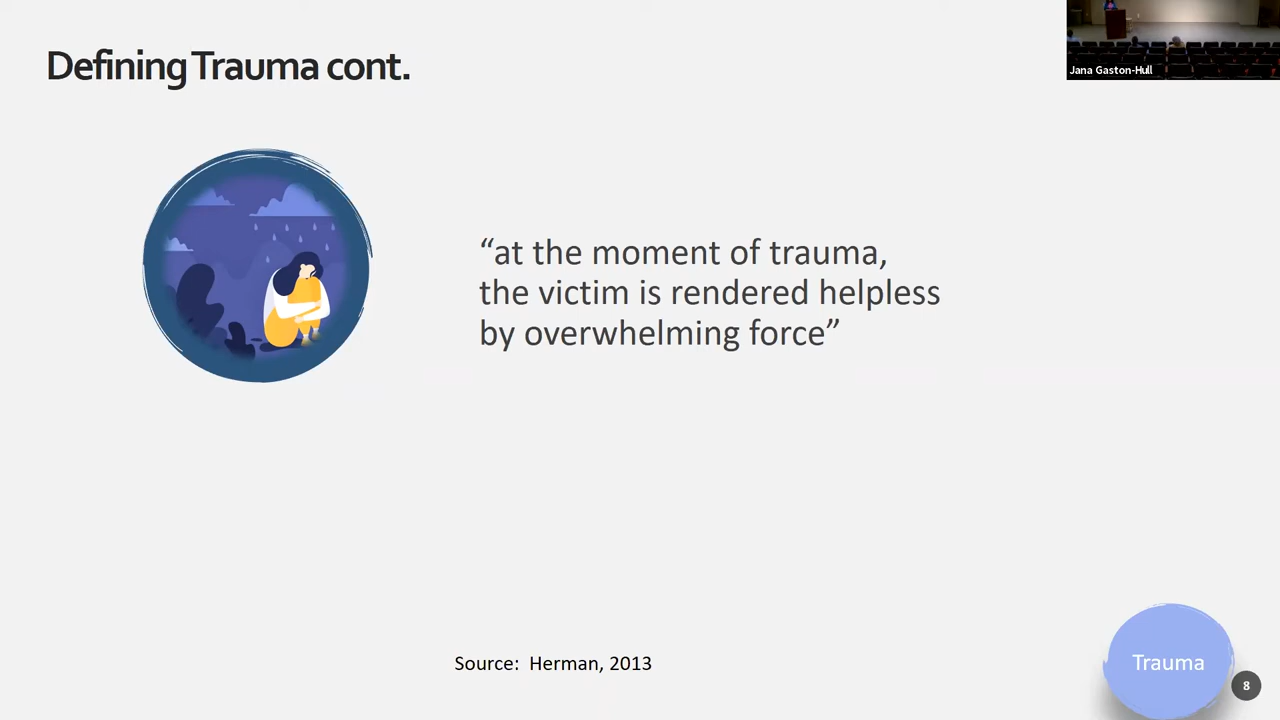 Defining Trauma cont.
Jana Gaston-Hull
“at the moment of trauma,
the victim is rendered helpless
by overwhelming force”
Source: Herman, 2013
Trauma
8